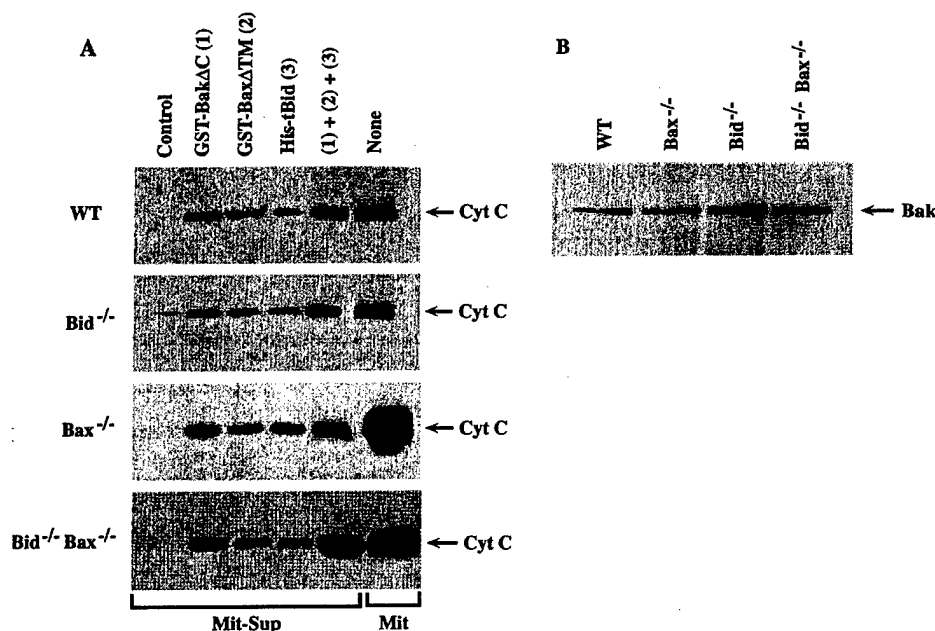 A
Control
GST-BakΔC (1)
GST-BaxΔTM (2)
His-tBid (3)
(1) + (2) + (3)
None
WT
← Cyt C
Bid -/-
← Cyt C
Bax -/-
← Cyt C
Bid -/- Bax -/-
← Cyt C
Mit-Sup
Mit
B
WT
Bax -/-
Bid -/-
Bid -/- Bax -/-
← Bak